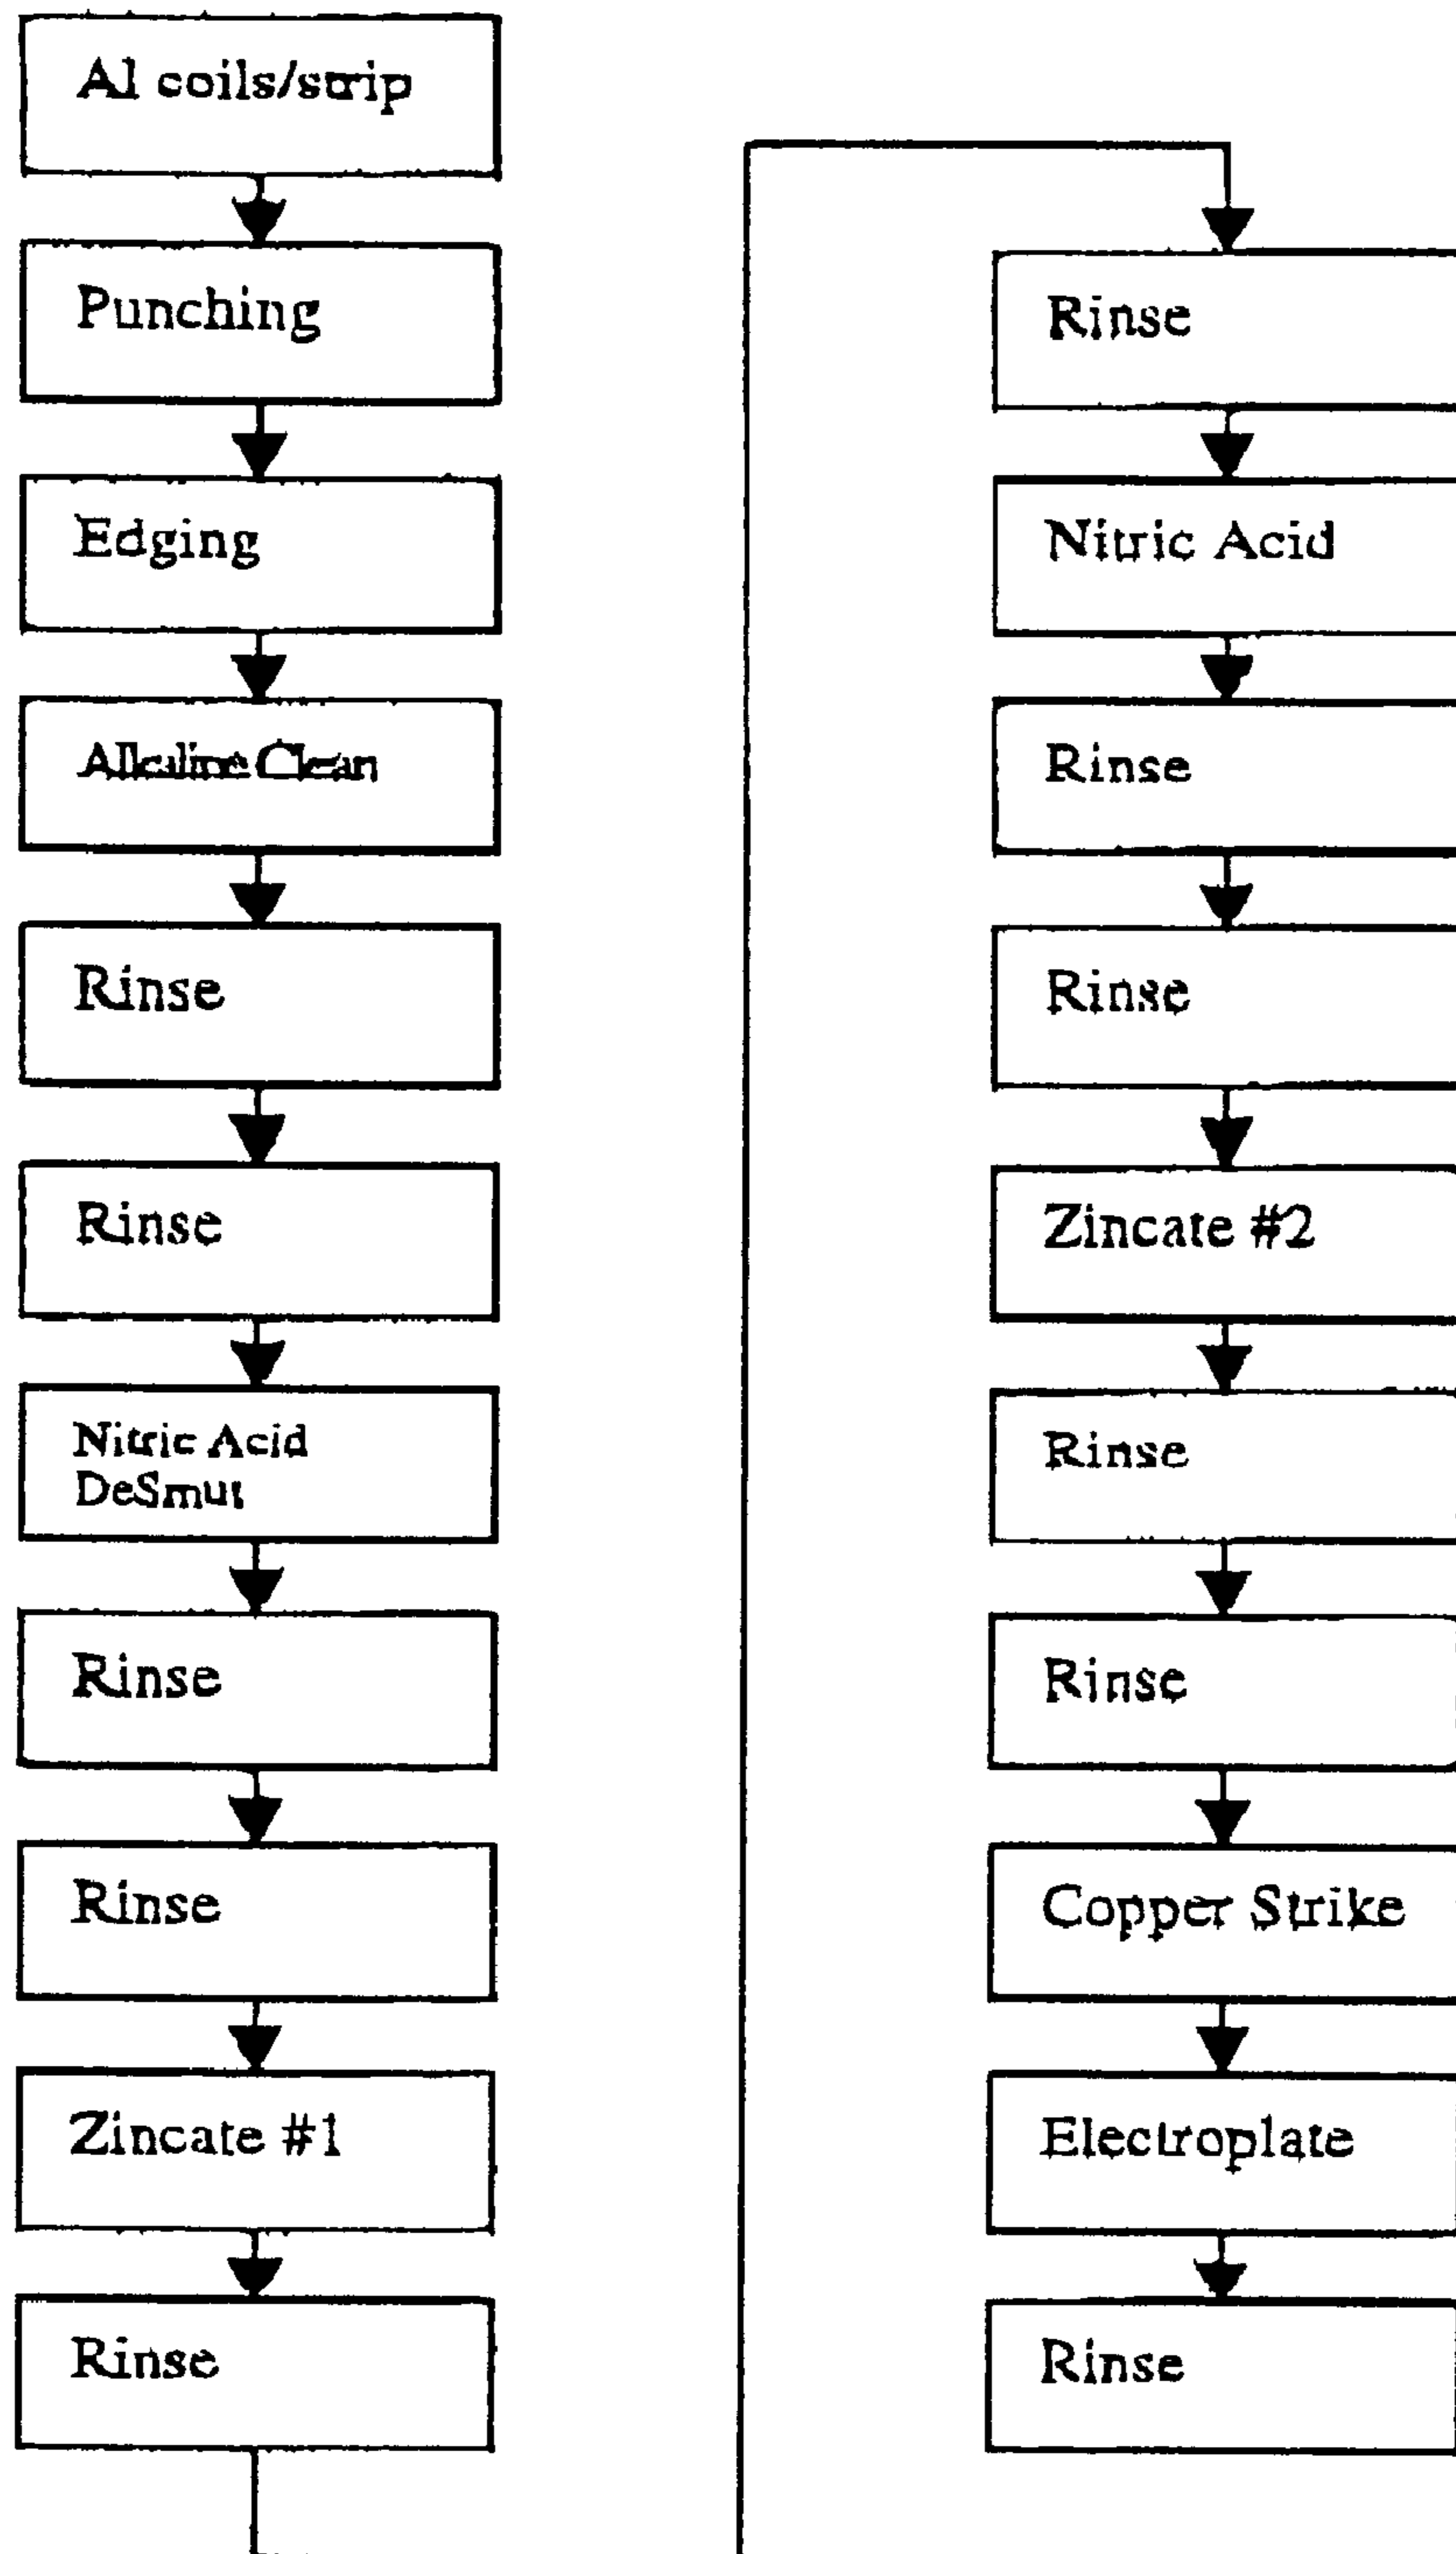 Al coils/strip
Punching
Edging
Alkaline Clean
Rinse
Rinse
Nitric Acid
DeSmut
Rinse
Rinse
Zincate #1
Rinse
Rinse
Nitric Acid
Rinse
Rinse
Zincate #2
Rinse
Rinse
Copper Strike
Electroplate
Rinse